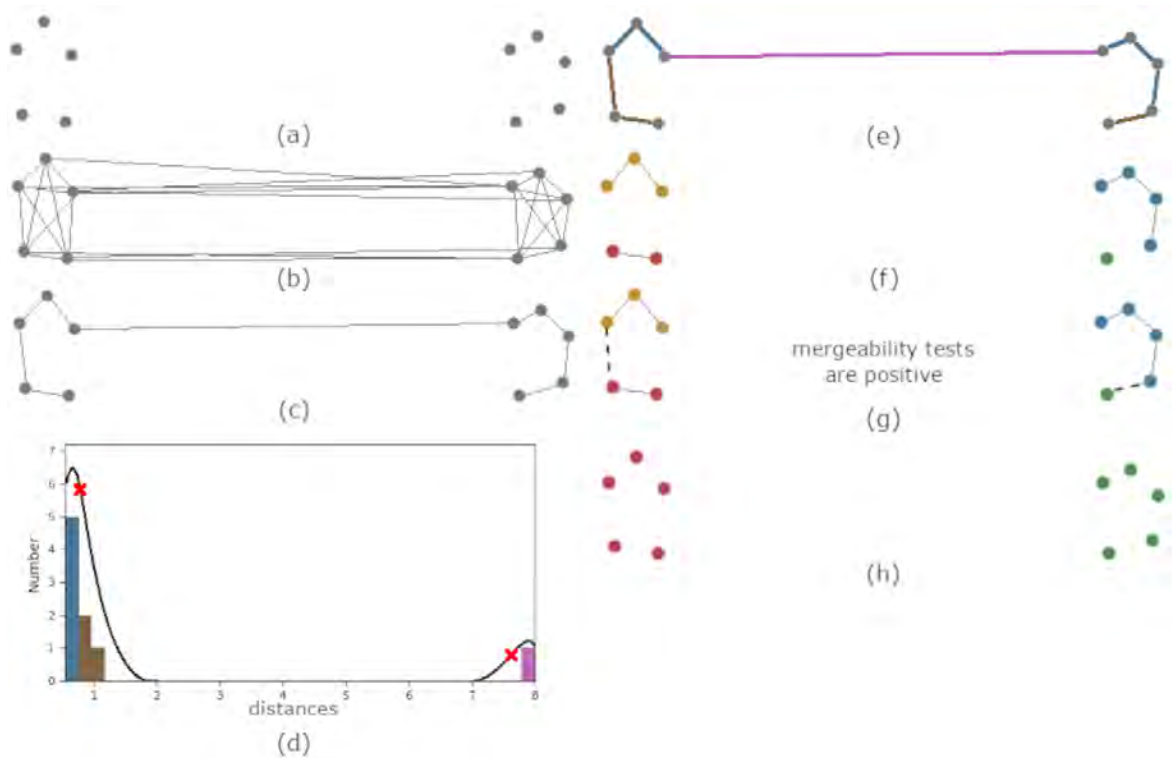 (a)
(b)
(c)
7
6
5
4
3
2
1
0
Number
1
2
3
4
5
6
7
8
distances
(d)
(e)
(f)
mergeability tests
are positive
(g)
(h)